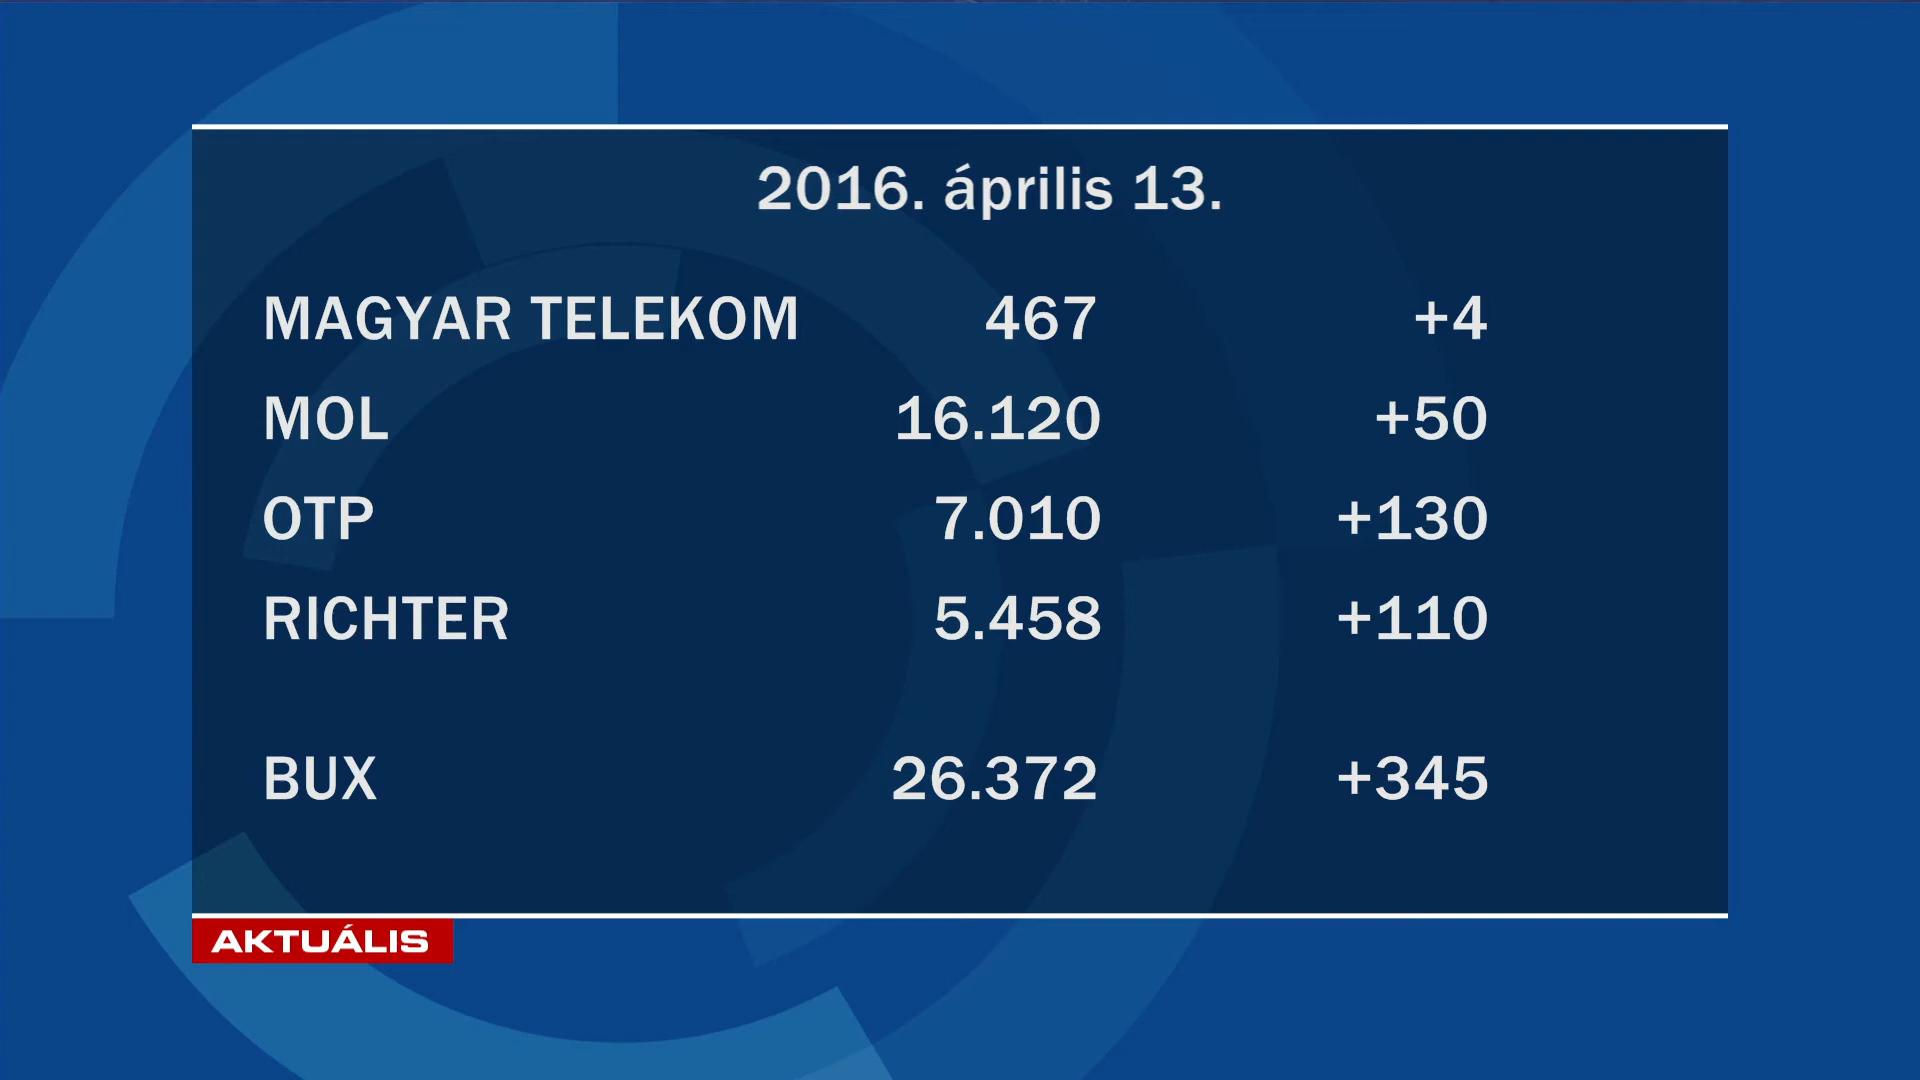 2016. április 13.
MAGYAR TELEKOM 467 +4
MOL 16.120 +50
OTP 7.010 +130
RICHTER 5.458 +110
BUX 26.372 +345
AKTUÁLIS